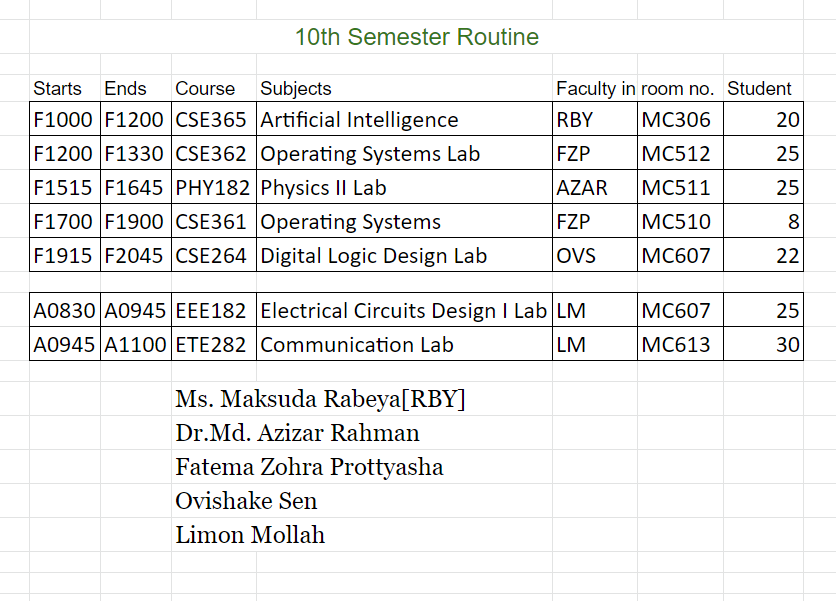 10th Semester Routine
Starts Ends Course Subjects Faculty in room no. Student
F1000 F1200 CSE365 Artificial Intelligence RBY MC306 20
F1200 F1330 CSE362 Operating Systems Lab FZP MC512 25
F1515 F1645 PHY182 Physics II Lab AZAR MC511 25
F1700 F1900 CSE361 Operating Systems FZP MC510 8
F1915 F2045 CSE264 Digital Logic Design Lab OVS MC607 22
A0830 A0945 EEE182 Electrical Circuits Design I Lab LM MC607 25
A0945 A1100 ETE282 Communication Lab LM MC613 30
Ms. Maksuda Rabeya[RBY]
Dr.Md. Azizar Rahman
Fatema Zohra Prottyasha
Ovishake Sen
Limon Mollah